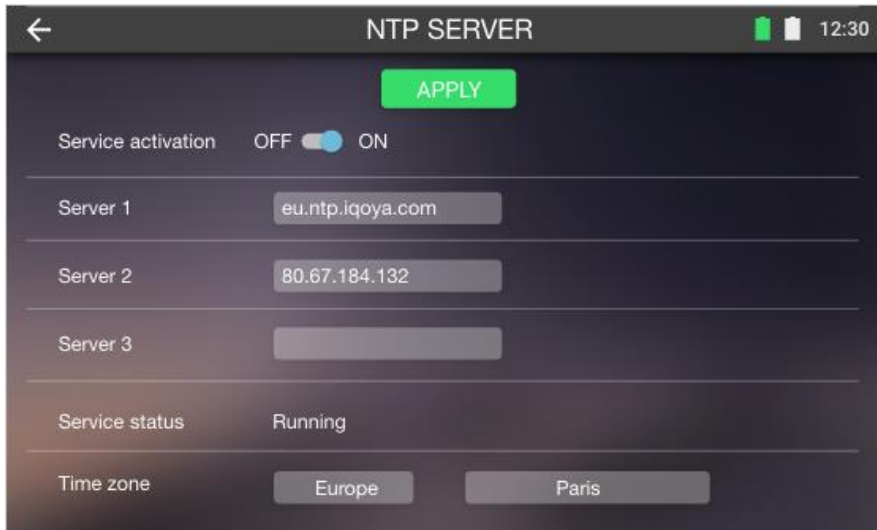 NTP SERVER 12:30
APPLY
Service activation OFF ON
Server 1 eu.ntp.iqoya.com
Server 2 80.67.184.132
Server 3
Service status Running
Time zone Europe Paris